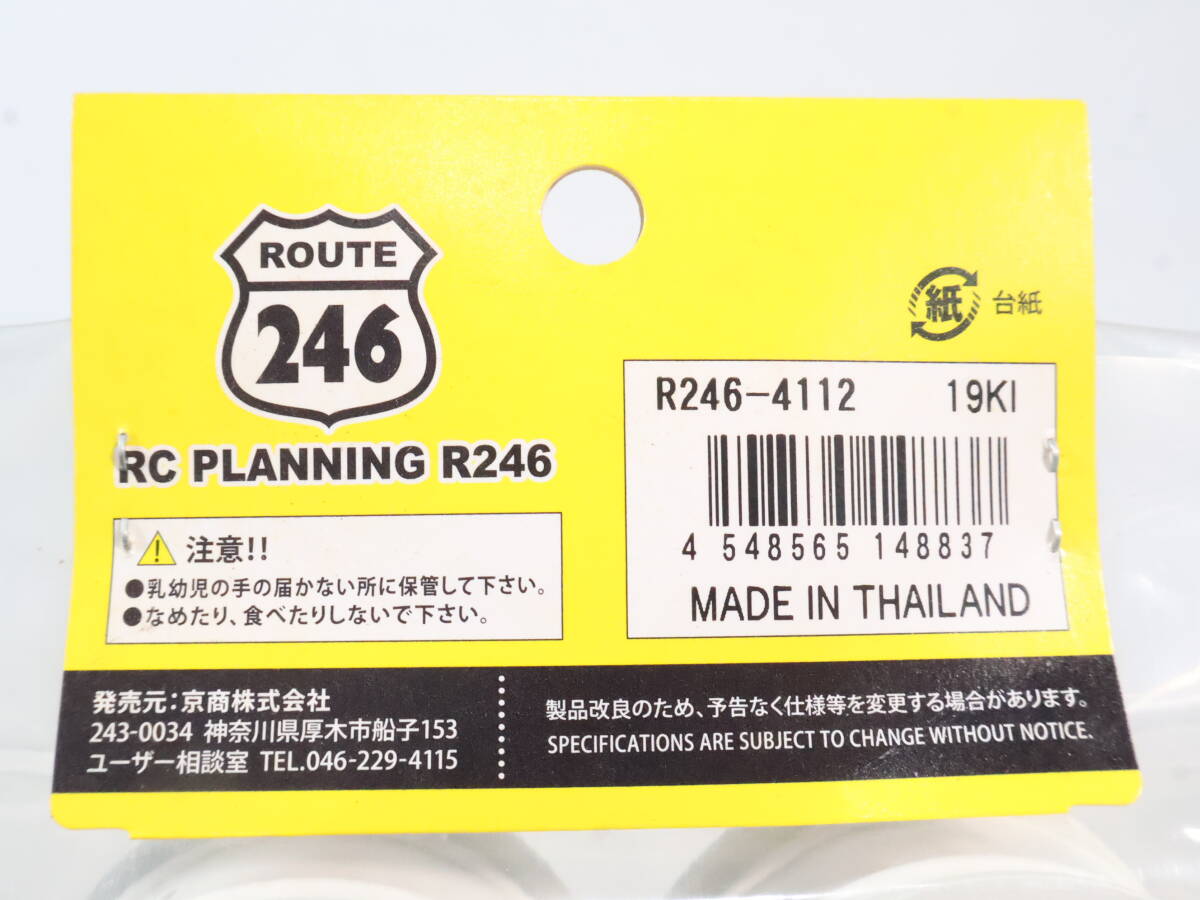 ROUTE
246
RC PLANNING R246
紙 台紙
R246-4112 19KI
4 548565 148837
MADE IN THAILAND
! 注意!!
●乳幼児の手の届かない所に保管して下さい。
●なめたり、食べたりしないで下さい。
発売元：京商株式会社
243-0034 神奈川県厚木市船子153
ユーザー相談室 TEL.046-229-4115
製品改良のため、予告なく仕様等を変更する場合があります。
SPECIFICATIONS ARE SUBJECT TO CHANGE WITHOUT NOTICE.